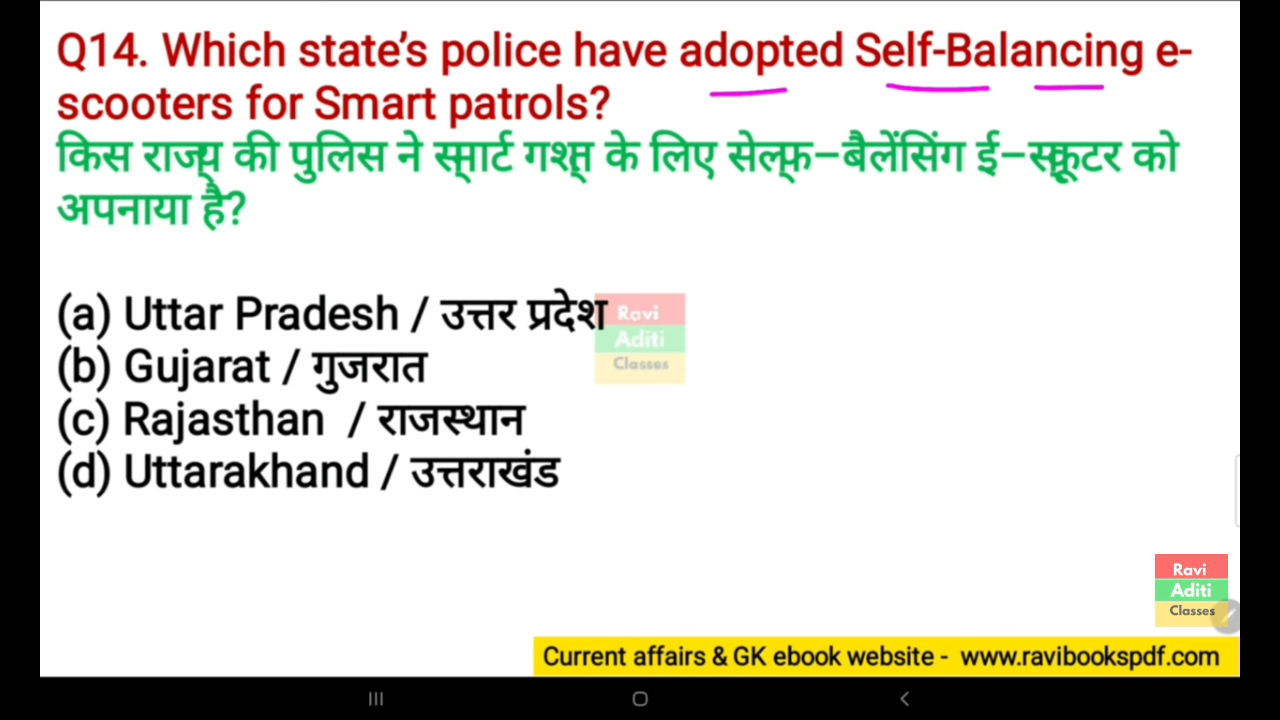 Q14. Which state’s police have adopted Self-Balancing e-
scooters for Smart patrols?
किस राज्य की पुलिस ने स्मार्ट गश्त के लिए सेल्फ–बैलेंसिंग ई–स्कूटर को
अपनाया है?
(a) Uttar Pradesh / उत्तर प्रदेश
(b) Gujarat / गुजरात
(c) Rajasthan / राजस्थान
(d) Uttarakhand / उत्तराखंड
Ravi
Aditi
Classes
Ravi
Aditi
Classes
Current affairs & GK ebook website - www.ravibookspdf.com